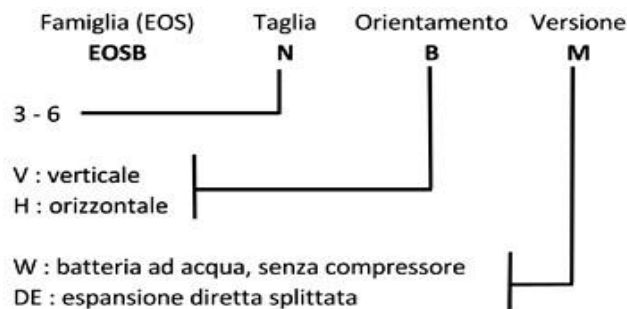 Famiglia (EOS) Taglia Orientamento Versione
EOSB N B M
3 - 6
V : verticale
H : orizzontale
W : batteria ad acqua, senza compressore
DE : espansione diretta splittata